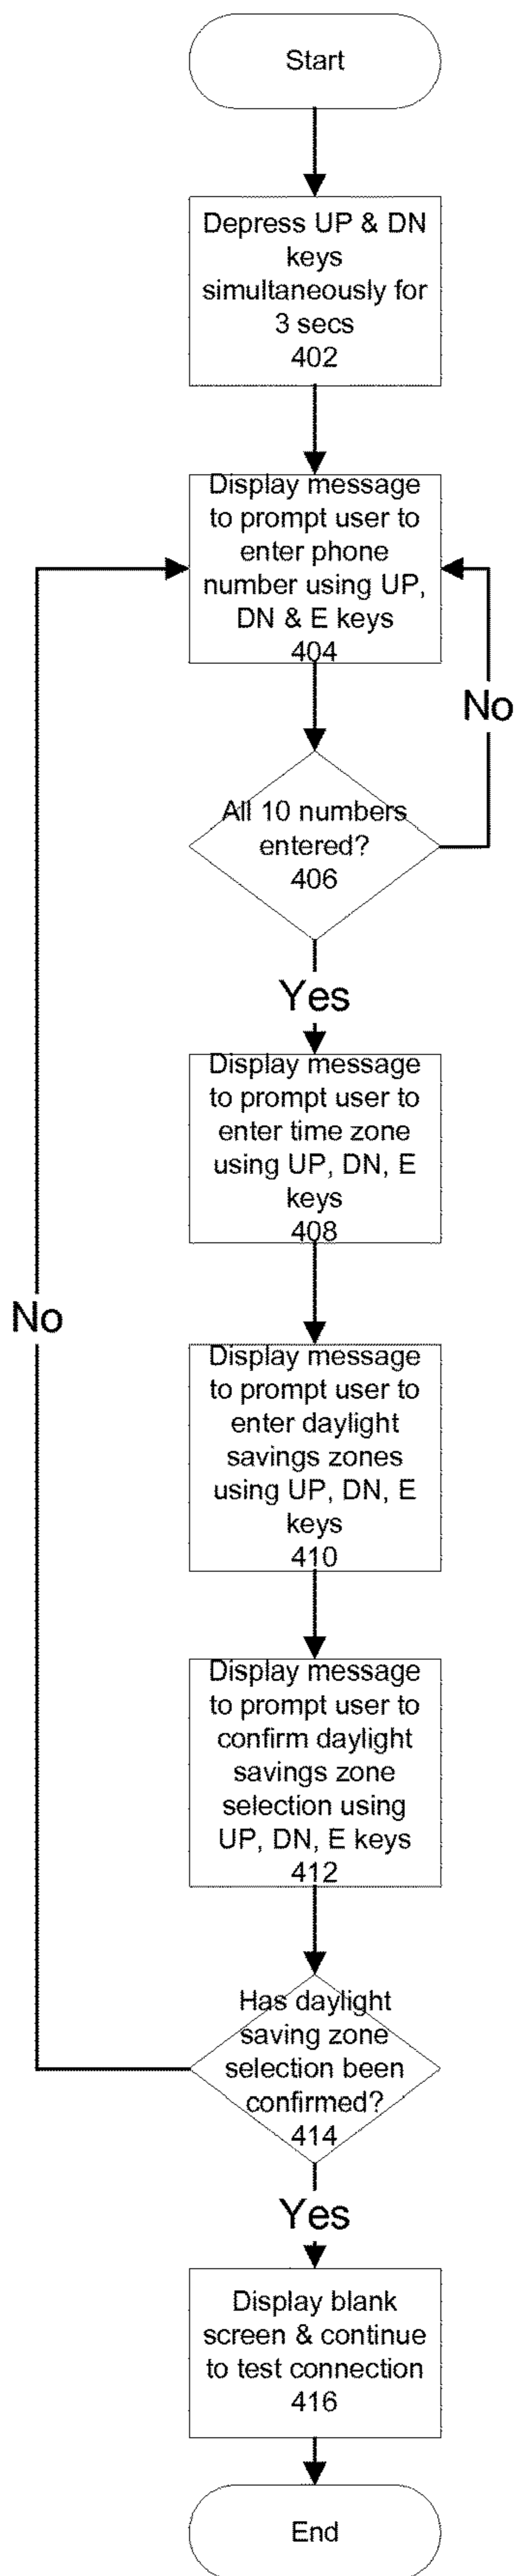 Start
Depress UP & DN
keys
simultaneously for
3 secs
402
Display message
to prompt user to
enter phone
number using UP,
DN & E keys
404
No
All 10 numbers
entered?
406
Yes
Display message
to prompt user to
enter time zone
using UP, DN, E
keys
408
No
Display message
to prompt user to
enter daylight
savings zones
using UP, DN, E
keys
410
Display message
to prompt user to
confirm daylight
savings zone
selection using
UP, DN, E keys
412
Has daylight
saving zone
selection been
confirmed?
414
Yes
Display blank
screen & continue
to test connection
416
End